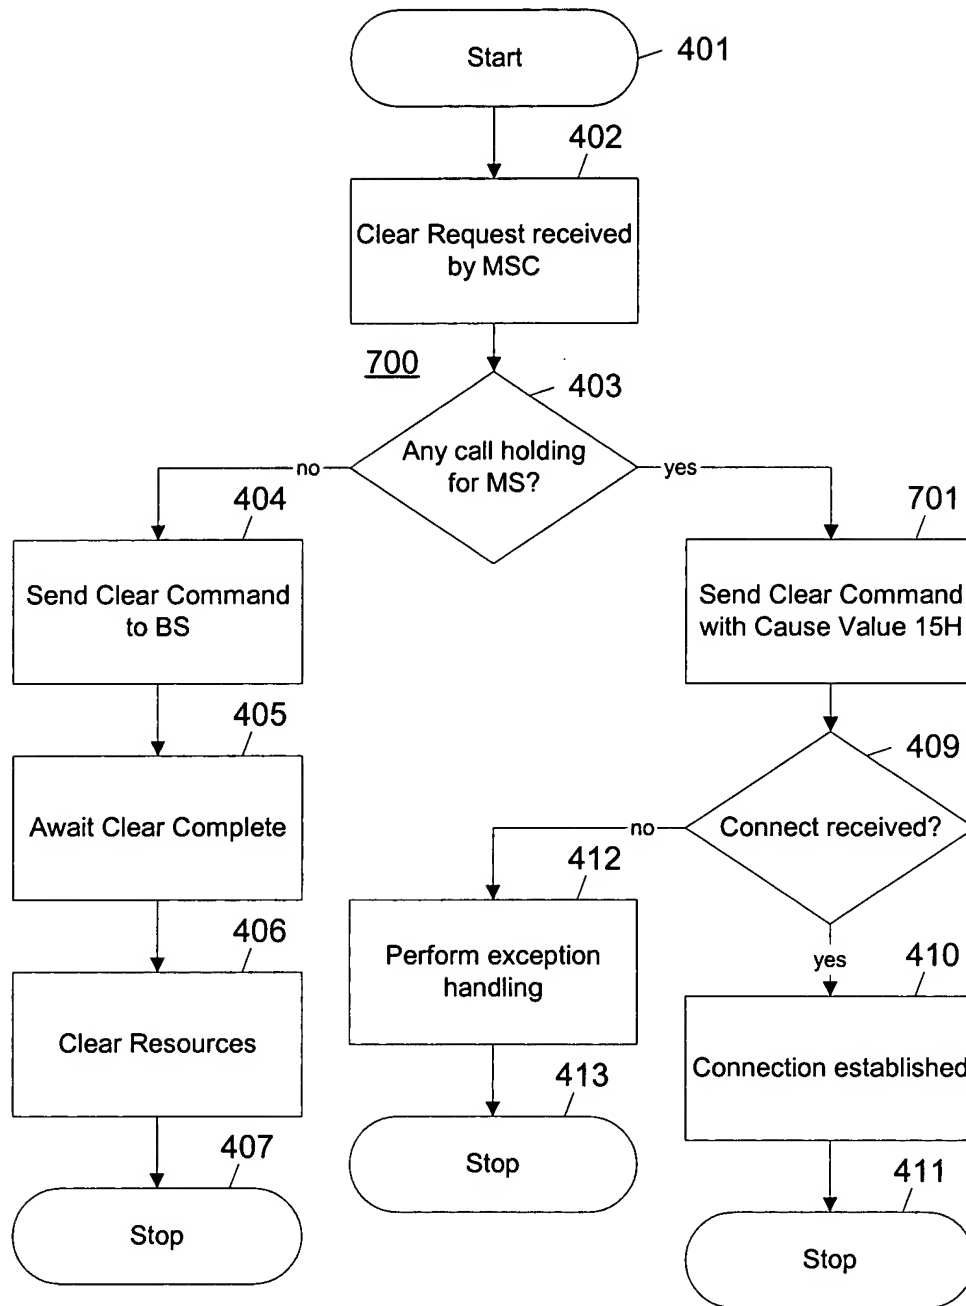 Start
401
402
Clear Request received
by MSC
700
403
Any call holding
for MS?
no
yes
404
701
Send Clear Command
to BS
Send Clear Command
with Cause Value 15H
405
409
Await Clear Complete
Connect received?
no
412
406
yes
410
Perform exception
handling
Clear Resources
Connection established
413
407
411
Stop
Stop
Stop